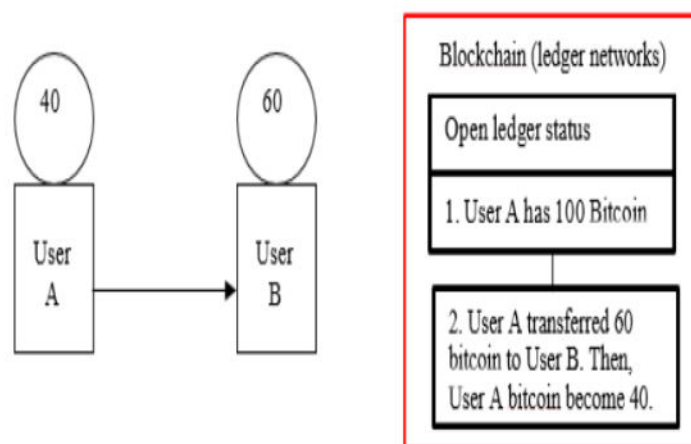 40
60
User
A
User
B
Blockchain (ledger networks)
Open ledger status
1. User A has 100 Bitcoin
2. User A transferred 60
bitcoin to User B. Then,
User A bitcoin become 40.